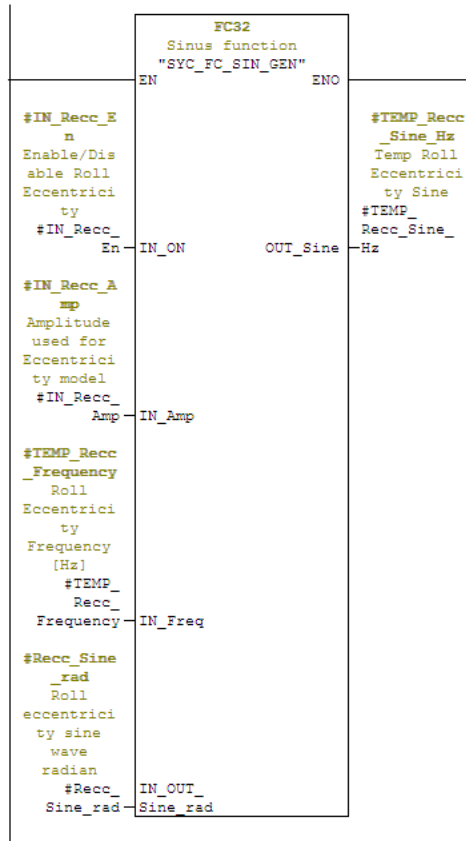 FC32
Sinus function
"SYC_FC_SIN_GEN"
EN
ENO
#IN_Recc_E
n
Enable/Dis
able Roll
Eccentrici
ty
#IN_Recc_
En
IN_ON
OUT_Sine
#TEMP_Recc
_Sine_Hz
Temp Roll
Eccentrici
ty Sine
#TEMP_
Recc_Sine_
Hz
#IN_Recc_A
mp
Amplitude
used for
Eccentrici
ty model
#IN_Recc_
Amp
IN_Amp
#TEMP_Recc
_Frequency
Roll
Eccentrici
ty
Frequency
[Hz]
#TEMP_
Recc_
Frequency
IN_Freq
#Recc_Sine
_rad
Roll
eccentrici
ty sine
wave
radian
#Recc_
Sine_rad
IN_OUT_
Sine_rad